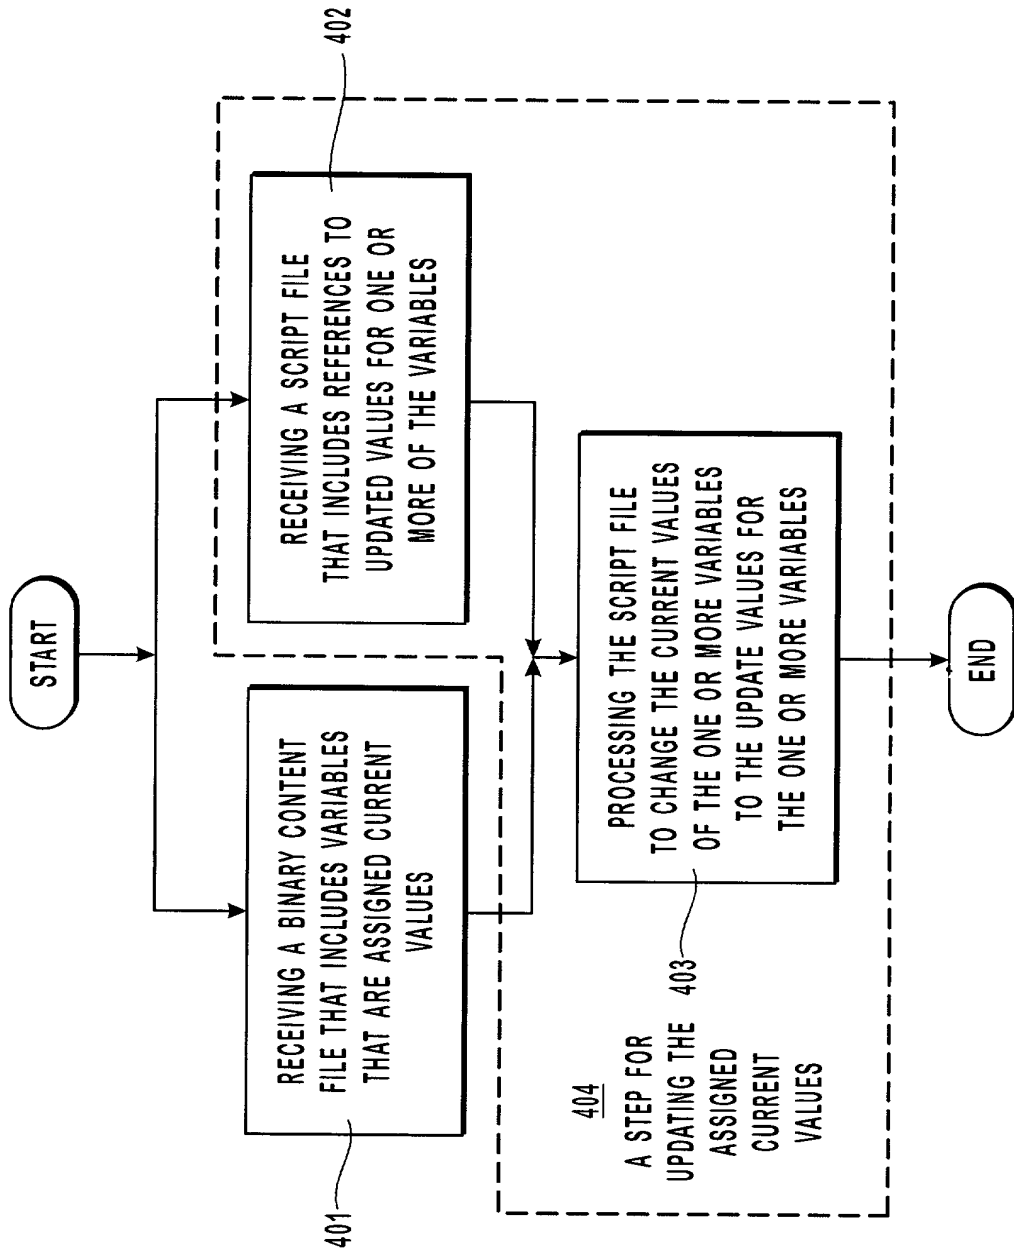 START
401
RECEIVING A BINARY CONTENT
FILE THAT INCLUDES VARIABLES
THAT ARE ASSIGNED CURRENT
VALUES
402
RECEIVING A SCRIPT FILE
THAT INCLUDES REFERENCES TO
UPDATED VALUES FOR ONE OR
MORE OF THE VARIABLES
404
A STEP FOR
UPDATING THE
ASSIGNED
CURRENT
VALUES
403
PROCESSING THE SCRIPT FILE
TO CHANGE THE CURRENT VALUES
OF THE ONE OR MORE VARIABLES
TO THE UPDATE VALUES FOR
THE ONE OR MORE VARIABLES
END